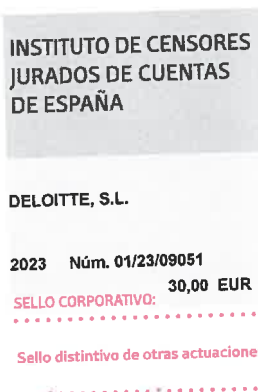 INSTITUTO DE CENSORES
JURADOS DE CUENTAS
DE ESPAÑA
DELOITTE, S.L.
2023 Núm. 01/23/09051
30,00 EUR
SELLO CORPORATIVO:
Sello distintivo de otras actuacione